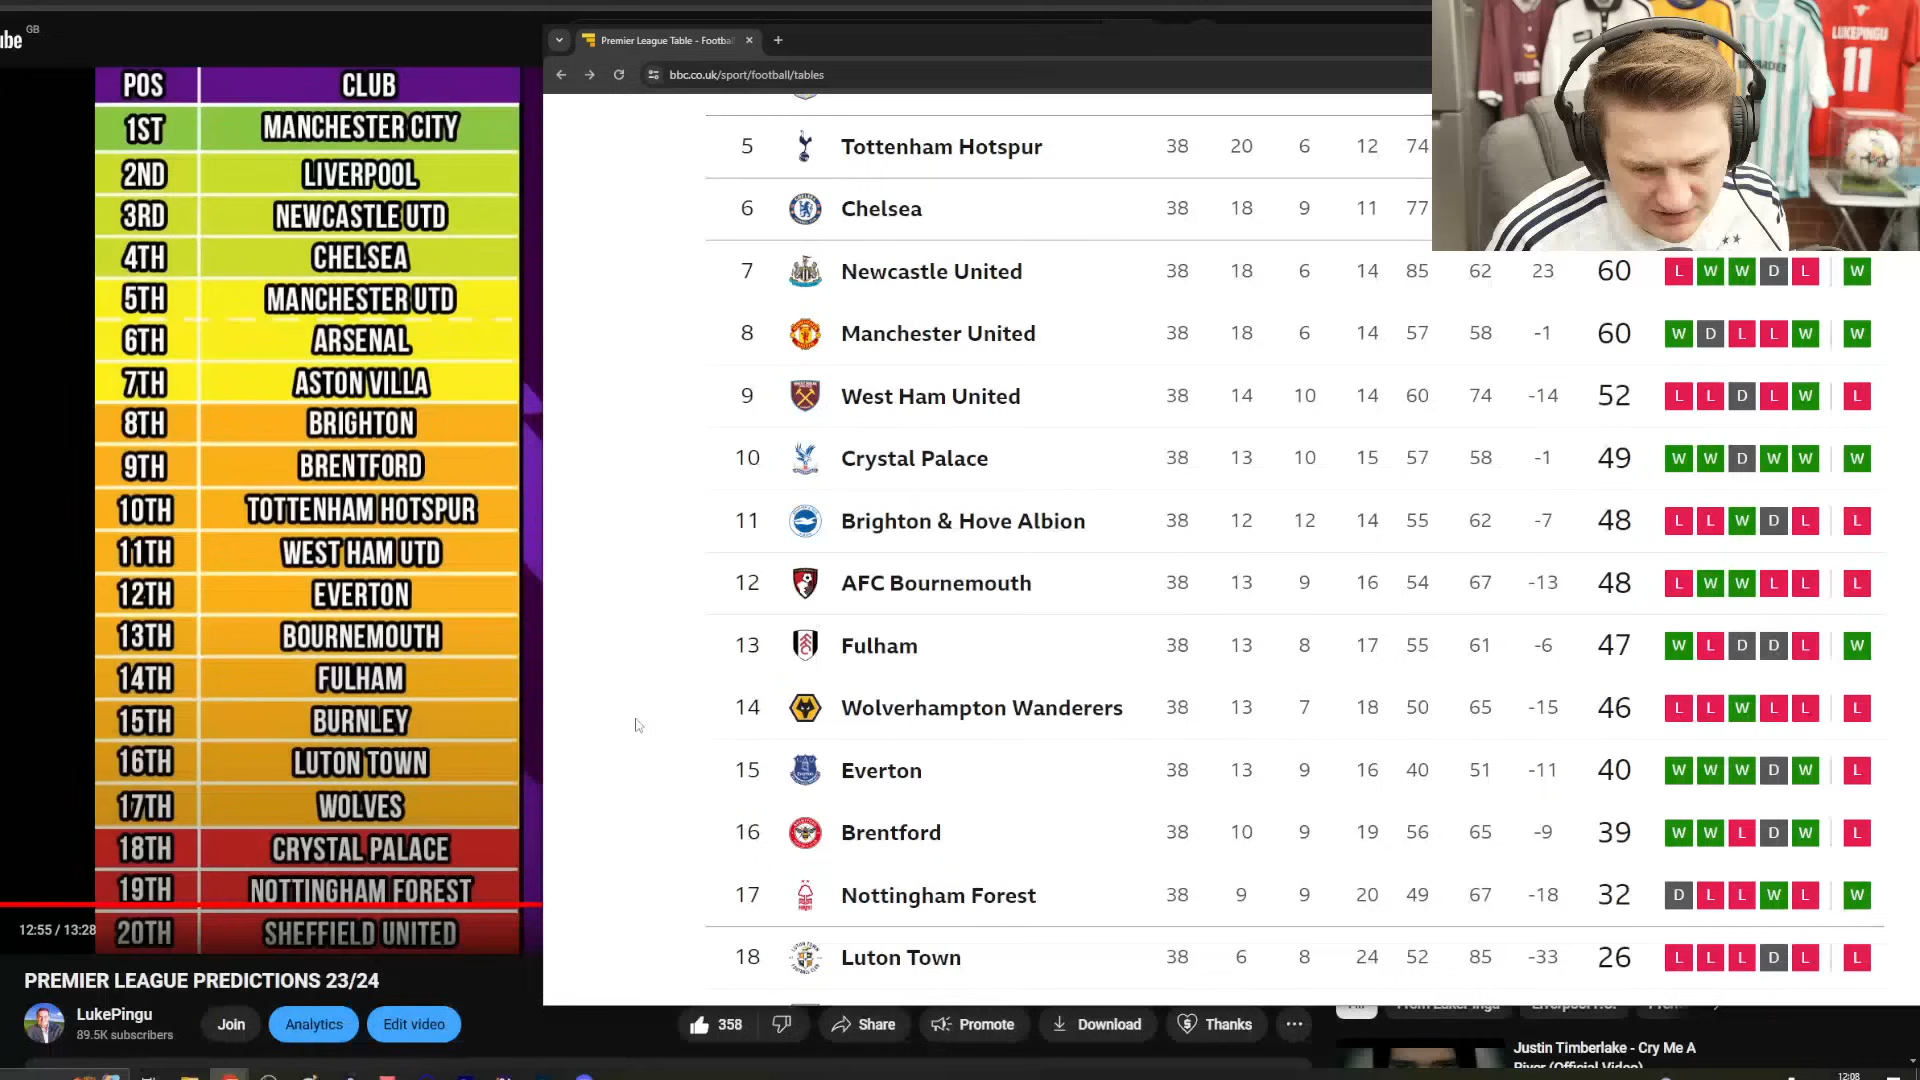 GB
Premier League Table - Footba
bbc.co.uk/sport/football/tables
POS CLUB
1ST MANCHESTER CITY
2ND LIVERPOOL
3RD NEWCASTLE UTD
4TH CHELSEA
5TH MANCHESTER UTD
6TH ARSENAL
7TH ASTON VILLA
8TH BRIGHTON
9TH BRENTFORD
10TH TOTTENHAM HOTSPUR
11TH WEST HAM UTD
12TH EVERTON
13TH BOURNEMOUTH
14TH FULHAM
15TH BURNLEY
16TH LUTON TOWN
17TH WOLVES
18TH CRYSTAL PALACE
19TH NOTTINGHAM FOREST
20TH SHEFFIELD UNITED
12:55 / 13:28
5 Tottenham Hotspur 38 20 6 12 74
6 Chelsea 38 18 9 11 77
7 Newcastle United 38 18 6 14 85 62 23 60 L W W D L W
8 Manchester United 38 18 6 14 57 58 -1 60 W D L L W W
9 West Ham United 38 14 10 14 60 74 -14 52 L L D L W L
10 Crystal Palace 38 13 10 15 57 58 -1 49 W W D W W W
11 Brighton & Hove Albion 38 12 12 14 55 62 -7 48 L L W D L L
12 AFC Bournemouth 38 13 9 16 54 67 -13 48 L W W L L L
13 Fulham 38 13 8 17 55 61 -6 47 W L D D L W
14 Wolverhampton Wanderers 38 13 7 18 50 65 -15 46 L L W L L L
15 Everton 38 13 9 16 40 51 -11 40 W W W D W L
16 Brentford 38 10 9 19 56 65 -9 39 W W L D W L
17 Nottingham Forest 38 9 9 20 49 67 -18 32 D L L W L W
18 Luton Town 38 6 8 24 52 85 -33 26 L L L D L L
LUKEPINGU
11
PREMIER LEAGUE PREDICTIONS 23/24
LukePingu
89.5K subscribers
Join
Analytics
Edit video
358
Share
Promote
Download
Thanks
Justin Timberlake - Cry Me A
River (Official Video)
12:08